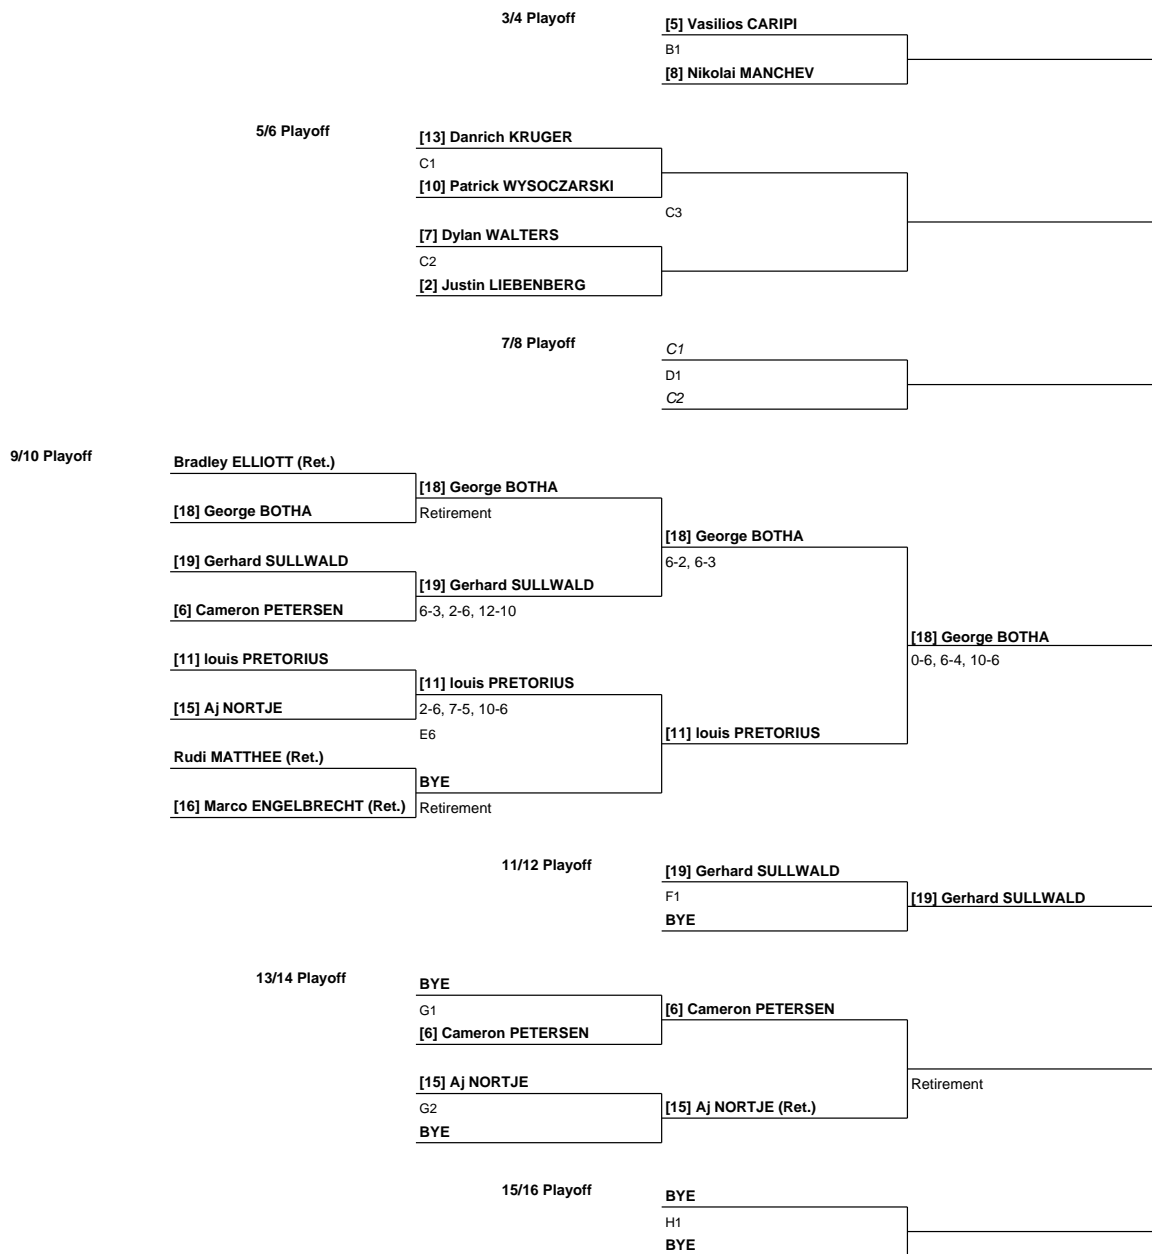 3/4 Playoff
[5] Vasilios CARIPI
B1
[8] Nikolai MANCHEV
5/6 Playoff
[13] Danrich KRUGER
C1
[10] Patrick WYSOCZARSKI
C3
[7] Dylan WALTERS
C2
[2] Justin LIEBENBERG
7/8 Playoff
C1
D1
C2
9/10 Playoff
Bradley ELLIOTT (Ret.)
[18] George BOTHA
[18] George BOTHA
Retirement
[18] George BOTHA
[19] Gerhard SULLWALD
6-2, 6-3
[19] Gerhard SULLWALD
[6] Cameron PETERSEN
6-3, 2-6, 12-10
[18] George BOTHA
[11] louis PRETORIUS
0-6, 6-4, 10-6
[11] louis PRETORIUS
[15] Aj NORTJE
2-6, 7-5, 10-6
E6
[11] louis PRETORIUS
Rudi MATTHEE (Ret.)
BYE
[16] Marco ENGELBRECHT (Ret.)
Retirement
11/12 Playoff
[19] Gerhard SULLWALD
F1
[19] Gerhard SULLWALD
BYE
13/14 Playoff
BYE
G1
[6] Cameron PETERSEN
[6] Cameron PETERSEN
[15] Aj NORTJE
Retirement
G2
[15] Aj NORTJE (Ret.)
BYE
15/16 Playoff
BYE
H1
BYE